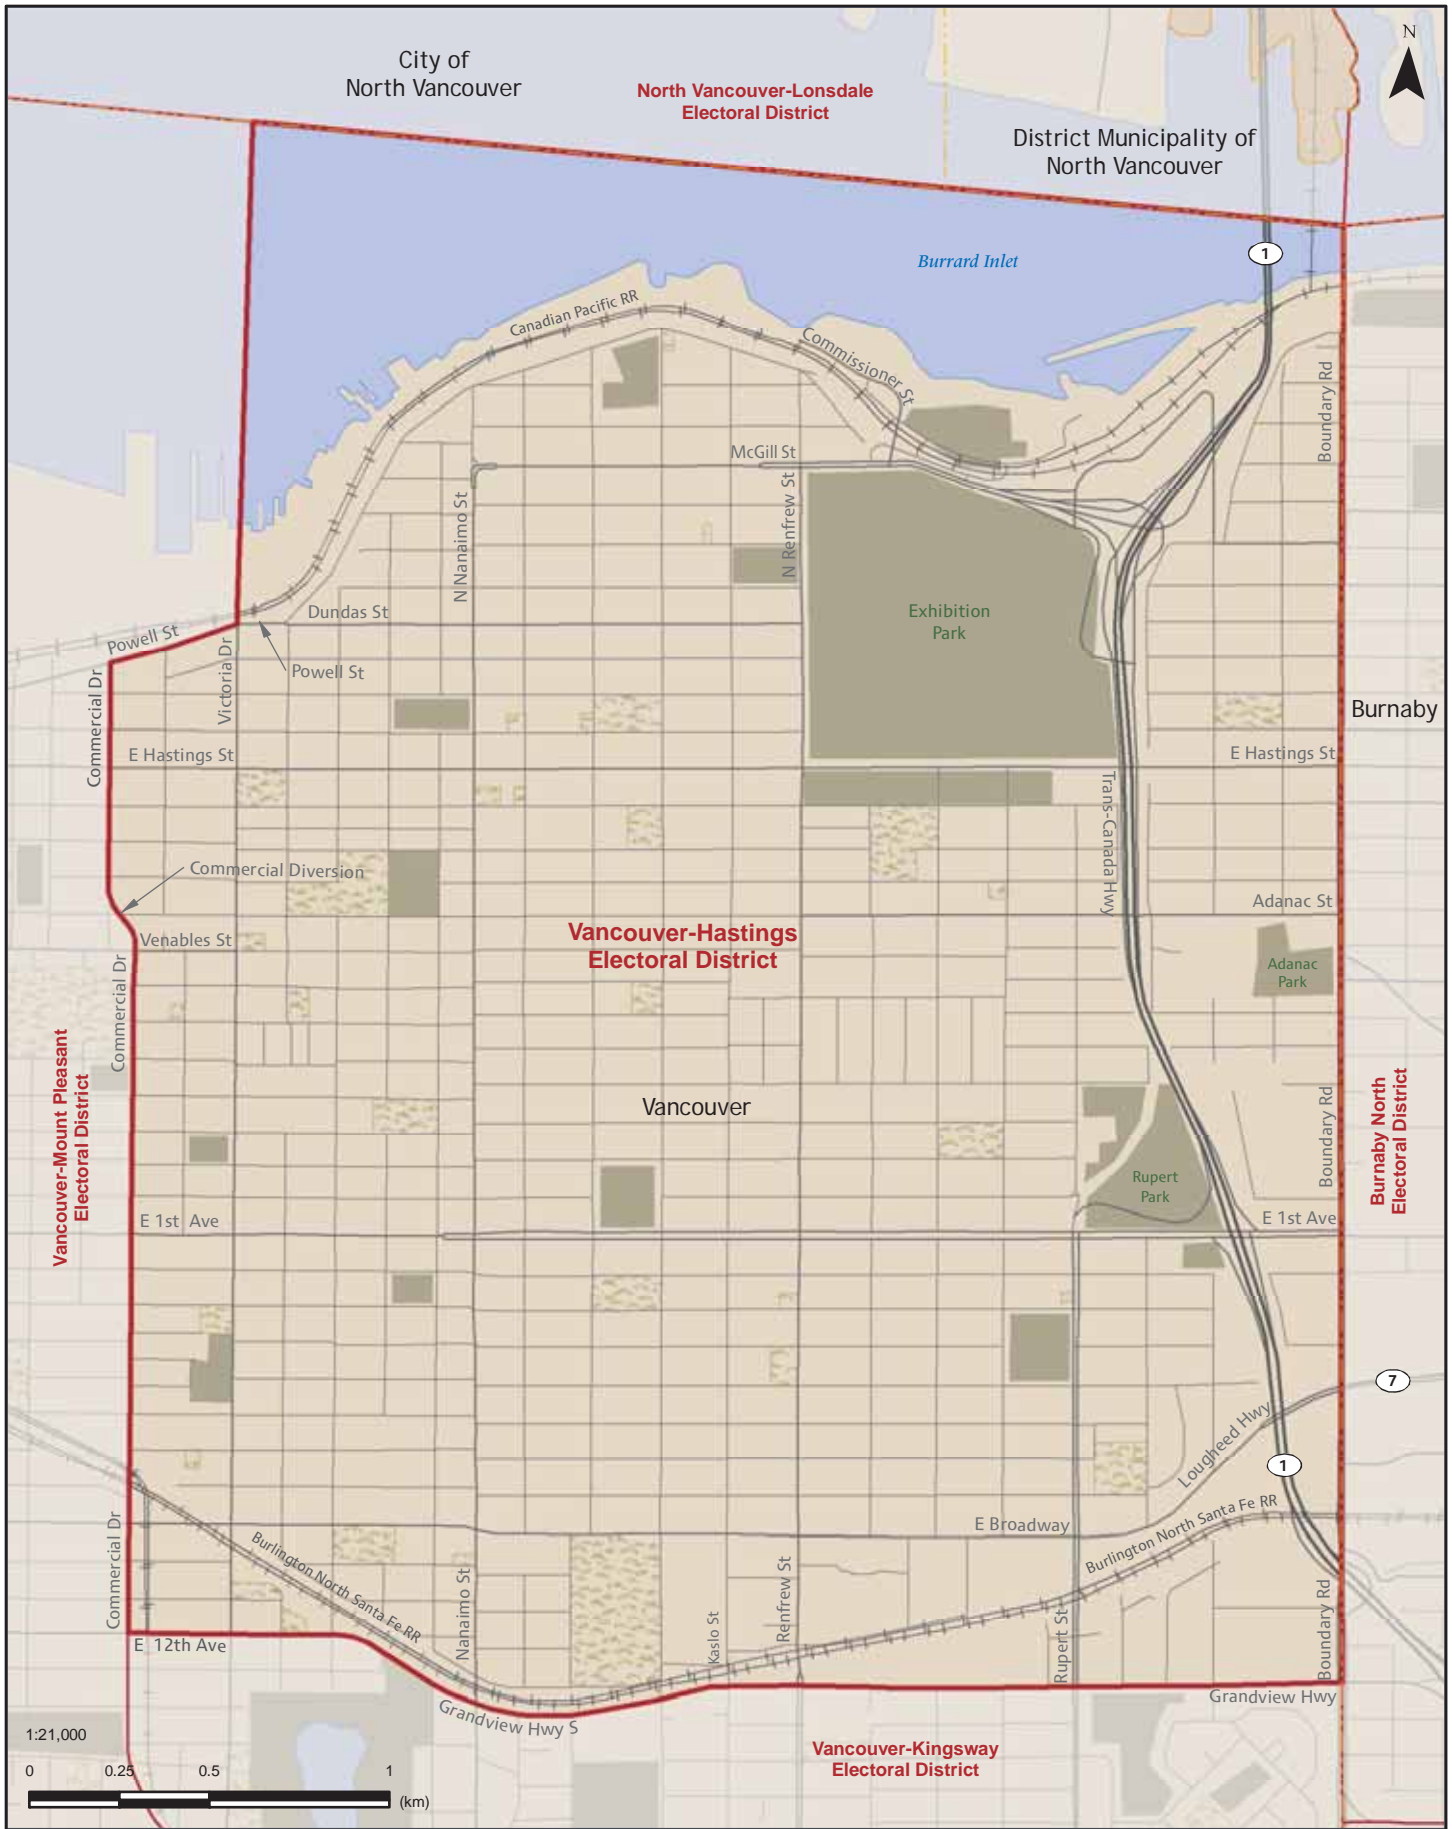 N
City of
North Vancouver
North Vancouver-Lonsdale
Electoral District
District Municipality of
North Vancouver
1
Burrard Inlet
Canadian Pacific RR
Commissioner St
Boundary Rd
McGill St
N Nanaimo St
N Renfrew St
Dundas St
Exhibition
Park
Powell St
Powell St
Victoria Dr
Commercial Dr
Burnaby
E Hastings St
E Hastings St
Trans-Canada Hwy
Commercial Diversion
Adanac St
Venables St
Vancouver-Hastings
Electoral District
Adanac
Park
Commercial Dr
Vancouver-Mount Pleasant
Electoral District
Vancouver
Burnaby North
Electoral District
Boundary Rd
Rupert
Park
E 1st Ave
E 1st Ave
7
Lougheed Hwy
1
E Broadway
Burlington North Santa Fe RR
Burlington North Santa Fe RR
Commercial Dr
Nanaimo St
Kaslo St
Renfrew St
Rupert St
Boundary Rd
E 12th Ave
Grandview Hwy S
Grandview Hwy
Vancouver-Kingsway
Electoral District
1:21,000
0 0.25 0.5 1
(km)